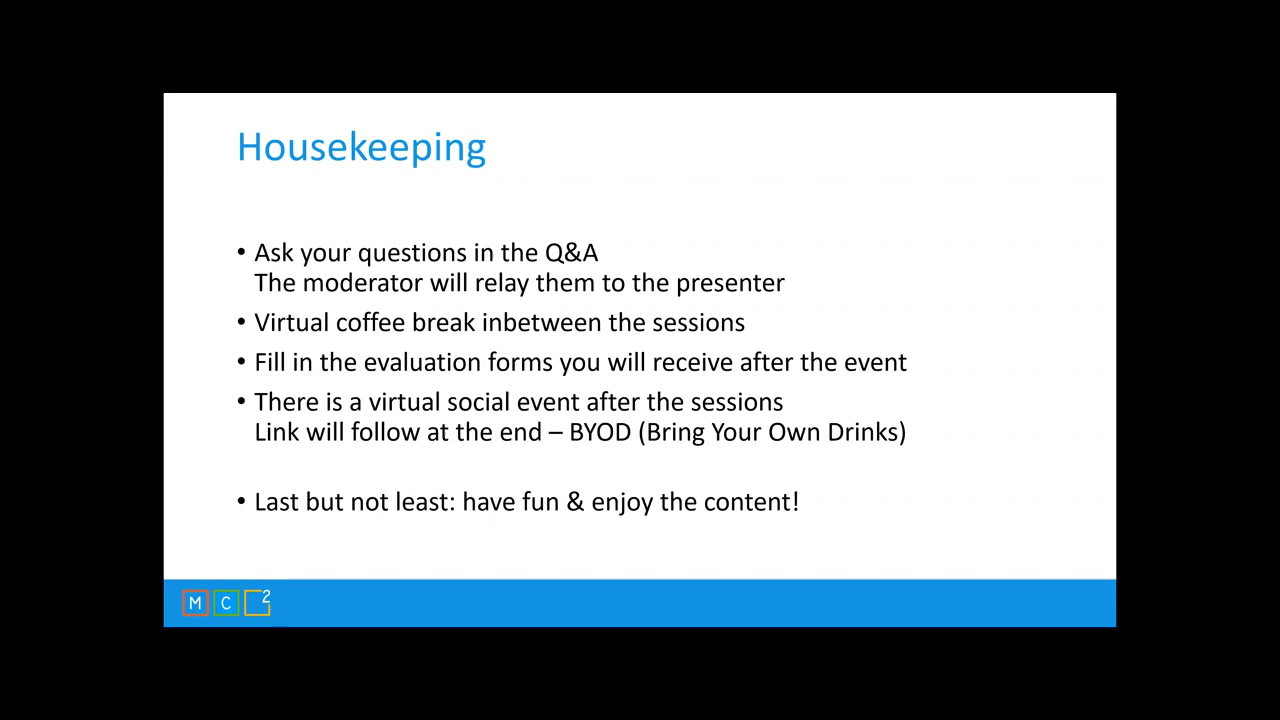 Housekeeping
• Ask your questions in the Q&A
The moderator will relay them to the presenter
• Virtual coffee break inbetween the sessions
• Fill in the evaluation forms you will receive after the event
• There is a virtual social event after the sessions
Link will follow at the end – BYOD (Bring Your Own Drinks)
• Last but not least: have fun & enjoy the content!
M C 2